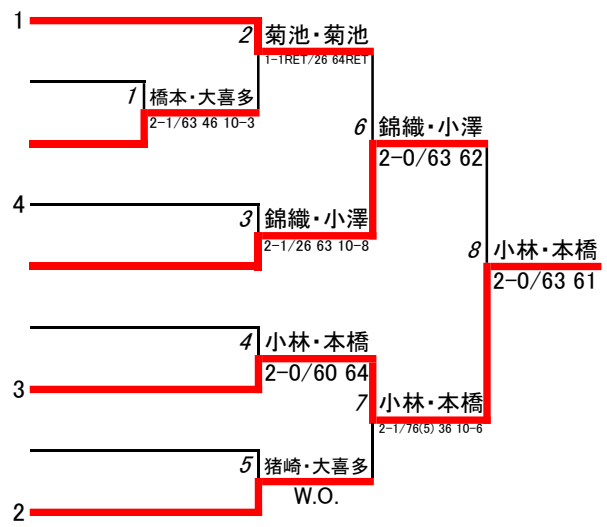 1
2 菊池・菊池
1-1RET/26 64RET
1 橋本・大喜多
2-1/63 46 10-3
6 錦織・小澤
2-0/63 62
4
3 錦織・小澤
2-1/26 63 10-8
8 小林・本橋
2-0/63 61
4 小林・本橋
2-0/60 64
3
7 小林・本橋
2-1/76(5) 36 10-6
5 猪崎・大喜多
W.O.
2